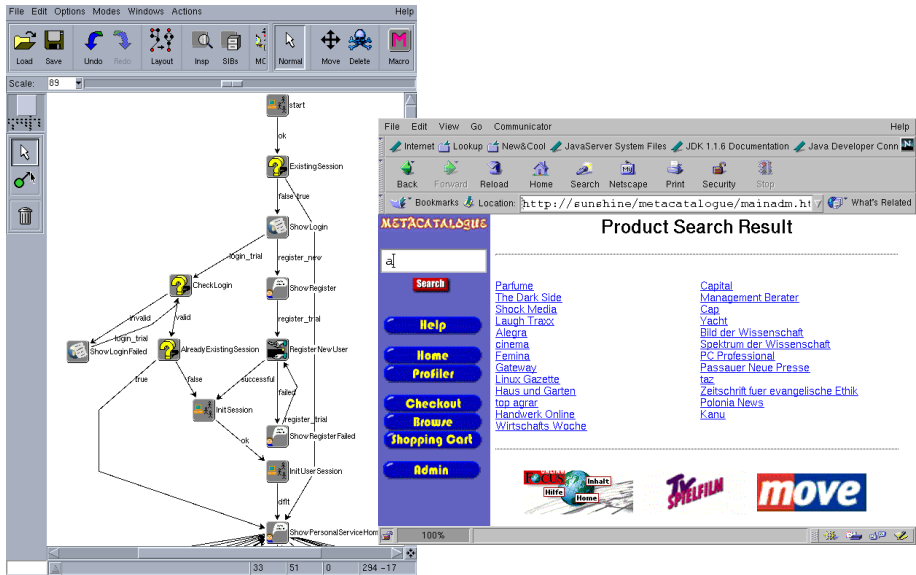 File Edit Options Modes Windows Actions Help
Load Save Undo Redo Layout Insp SIBs MC Normal Move Delete Macro
Scale: 89
start
ok
ExistingSession
false true
ShowLogin
login_trial register_new
CheckLogin ShowRegister
invalid valid register_trial
login_trial
ShowLoginFailed AlreadyExistingSession RegisterNewUser
true false successful failed
InitSession register_trial
ShowRegisterFailed
ok
InitUserSession
dflt
ShowPersonalServiceHom
33 51 0 294 -17
File Edit View Go Communicator Help
Internet Lookup New&Cool JavaServer System Files JDK 1.1.6 Documentation Java Developer Conn N
Back Forward Reload Home Search Netscape Print Security Stop
Bookmarks Location: http://sunshine/metacatalogue/mainadm.ht What's Related
METACATALOGUE
a
Search
Help
Home
Profiler
Checkout
Browse
Shopping Cart
Admin
Product Search Result
Parfume
The Dark Side
Shock Media
Laugh Traxx
Alegra
cinema
Femina
Gateway
Linux Gazette
Haus und Garten
top agrar
Handwerk Online
Wirtschafts Woche
Capital
Management Berater
Cap
Yacht
Bild der Wissenschaft
Spektrum der Wissenschaft
PC Professional
Passauer Neue Presse
taz
Zeitschrift fuer evangelische Ethik
Polonia News
Kanu
FOCUS Inhalt
Hilfe Home
TV SPIELFILM
move
100%